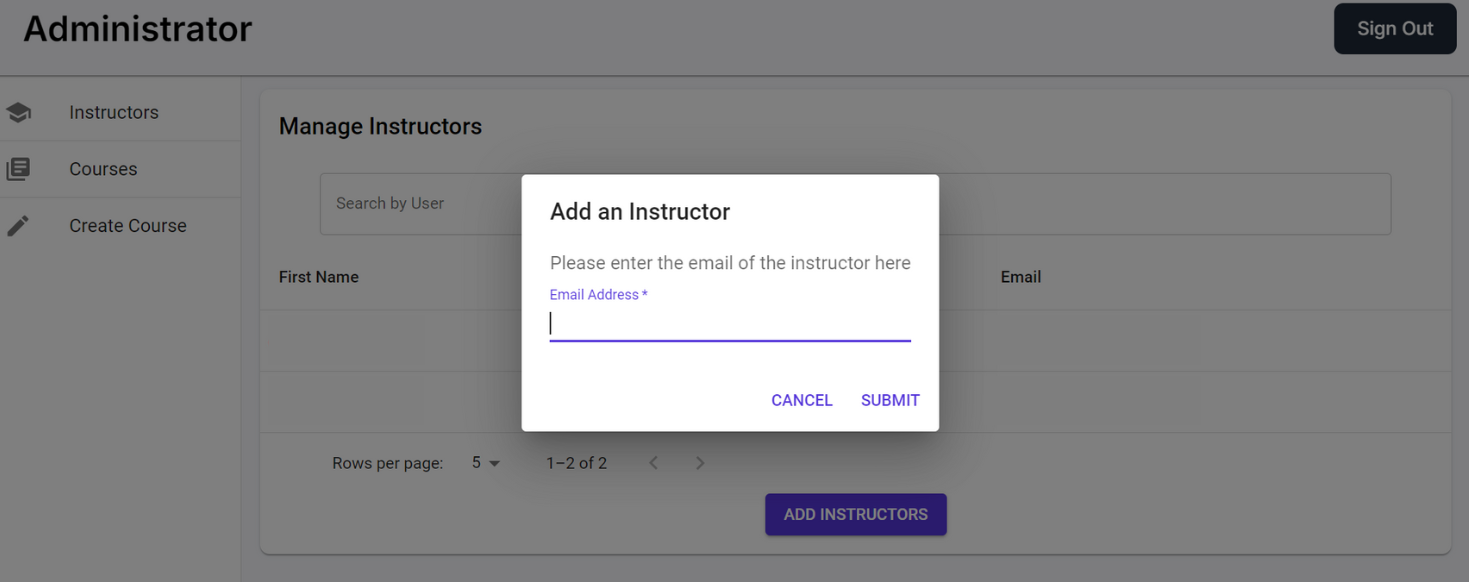 Administrator
Sign Out
Instructors
Courses
Create Course
Manage Instructors
Search by User
First Name
Email
Add an Instructor
Please enter the email of the instructor here
Email Address *
CANCEL
SUBMIT
Rows per page:
5
1–2 of 2
ADD INSTRUCTORS